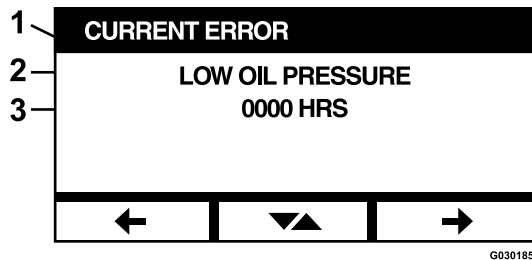 1
CURRENT ERROR
2
LOW OIL PRESSURE
3
0000 HRS
G030185